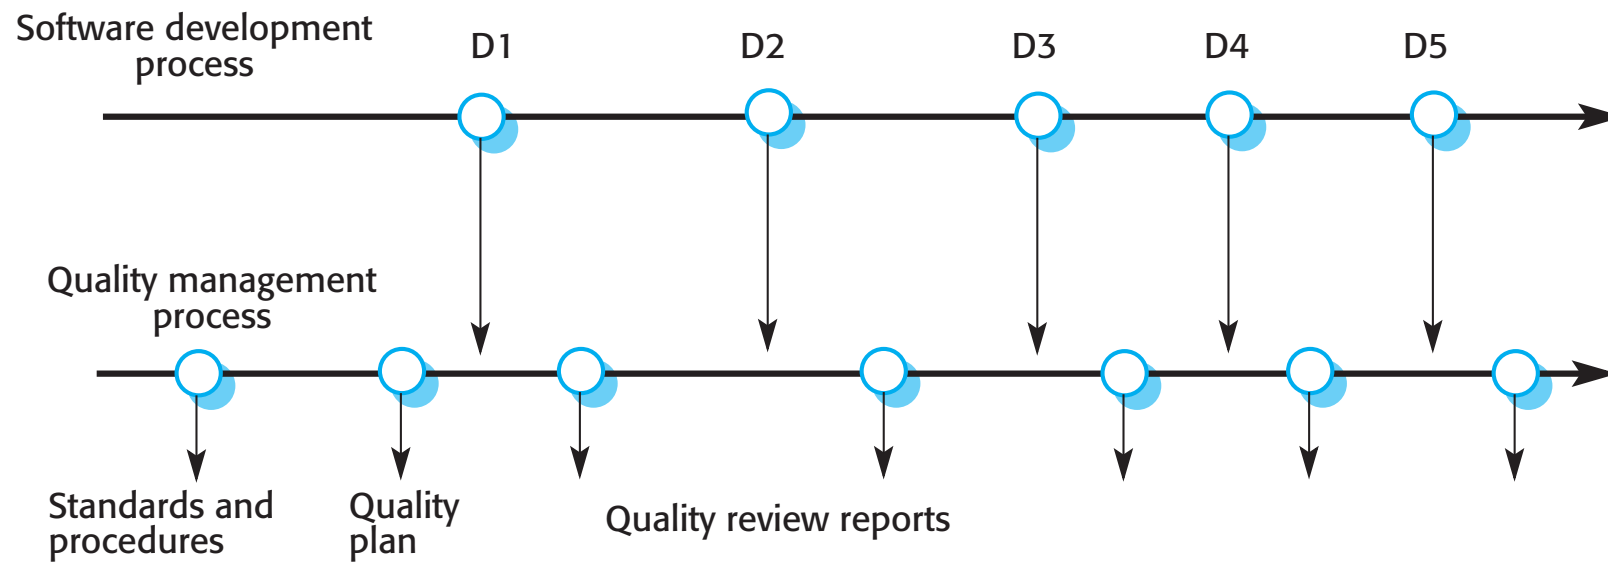 Software development
process
D1
D2
D3
D4
D5
Quality management
process
Standards and
procedures
Quality
plan
Quality review reports